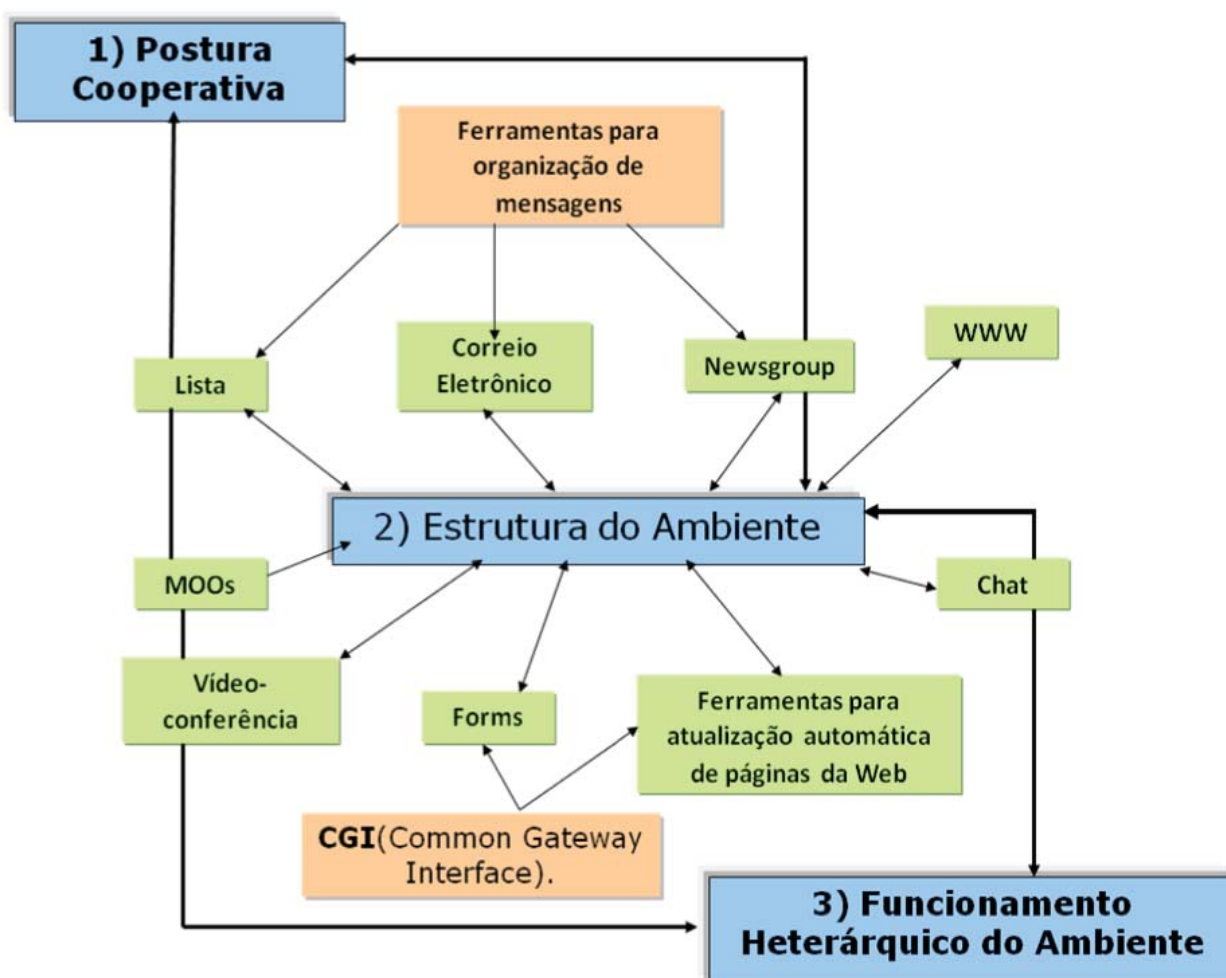 1) Postura
Cooperativa
Ferramentas para
organização de
mensagens
WWW
Correio
Eletrônico
Newsgroup
Lista
2) Estrutura do Ambiente
MOOs
Chat
Vídeo-
conferência
Forms
Ferramentas para
atualização automática
de páginas da Web
CGI(Common Gateway
Interface).
3) Funcionamento
Heterárquico do Ambiente